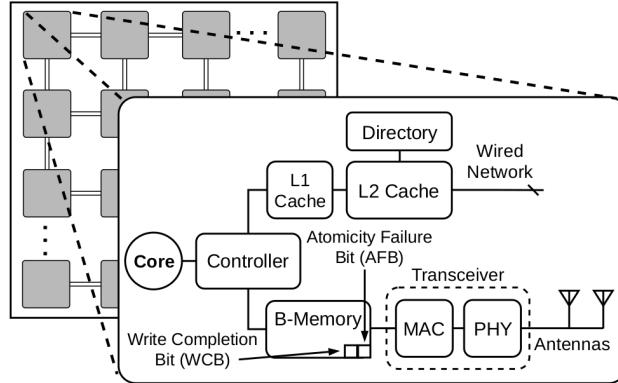 Directory
Wired
Network
L1
Cache
L2 Cache
Atomicity Failure
Bit (AFB)
Core
Controller
Transceiver
B-Memory
MAC
PHY
Antennas
Write Completion
Bit (WCB)